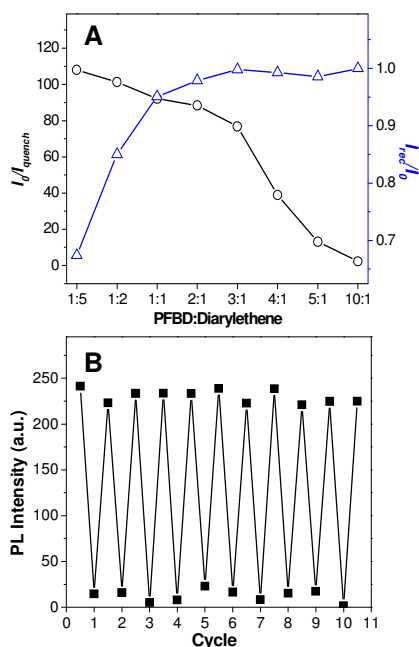 A
120
100
80
60
40
20
0
I0/Iquench
1.0
0.9
0.8
0.7
Irec/I0
1:5 1:2 1:1 2:1 3:1 4:1 5:1 10:1
PFBD:Diarylethene
B
250
200
150
100
50
0
PL Intensity (a.u.)
0 1 2 3 4 5 6 7 8 9 10 11
Cycle